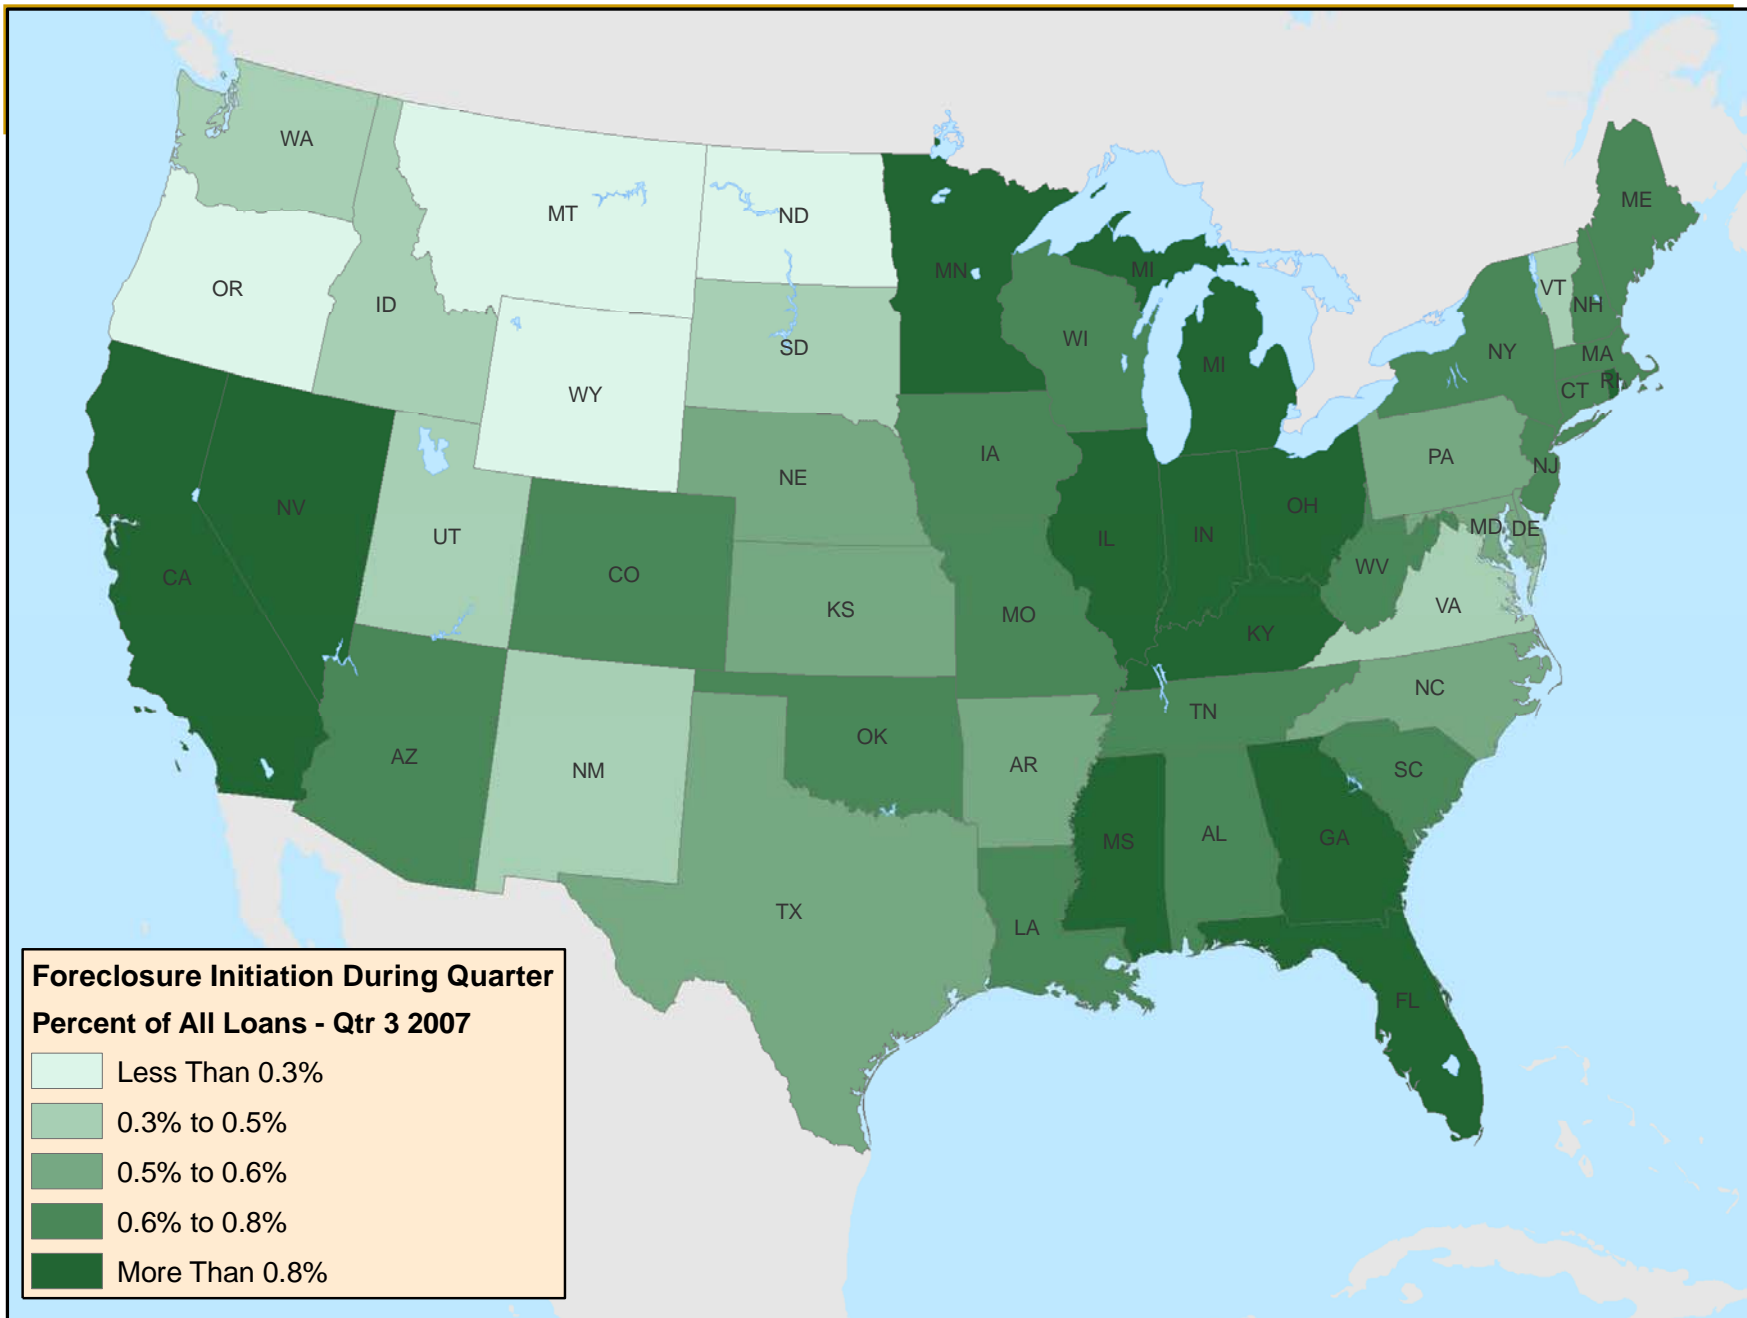 WA
MT
ND
ME
OR
ID
MN
MI
VT
NH
SD
WI
NY
MA
WY
MI
CT
RI
IA
PA
NE
NJ
NV
UT
OH
IL
IN
MD
DE
CA
CO
WV
KS
MO
VA
KY
NC
TN
OK
AZ
NM
AR
SC
MS
AL
GA
TX
LA
FL
Foreclosure Initiation During Quarter
Percent of All Loans - Qtr 3 2007
Less Than 0.3%
0.3% to 0.5%
0.5% to 0.6%
0.6% to 0.8%
More Than 0.8%